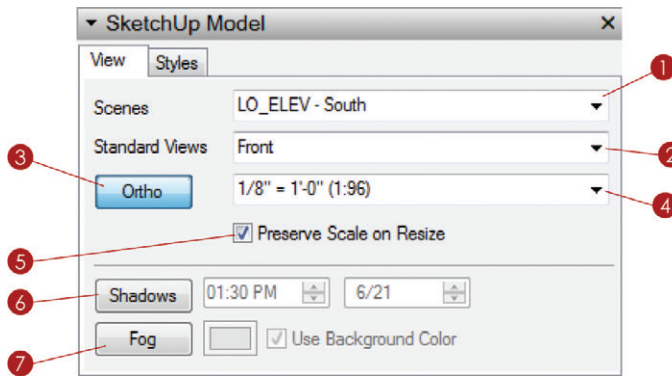 SketchUp Model
View Styles
1
Scenes LO_ELEV - South
Standard Views Front
2
3
Ortho 1/8" = 1'-0" (1:96)
4
Preserve Scale on Resize
5
6
Shadows 01:30 PM 6/21
Fog Use Background Color
7